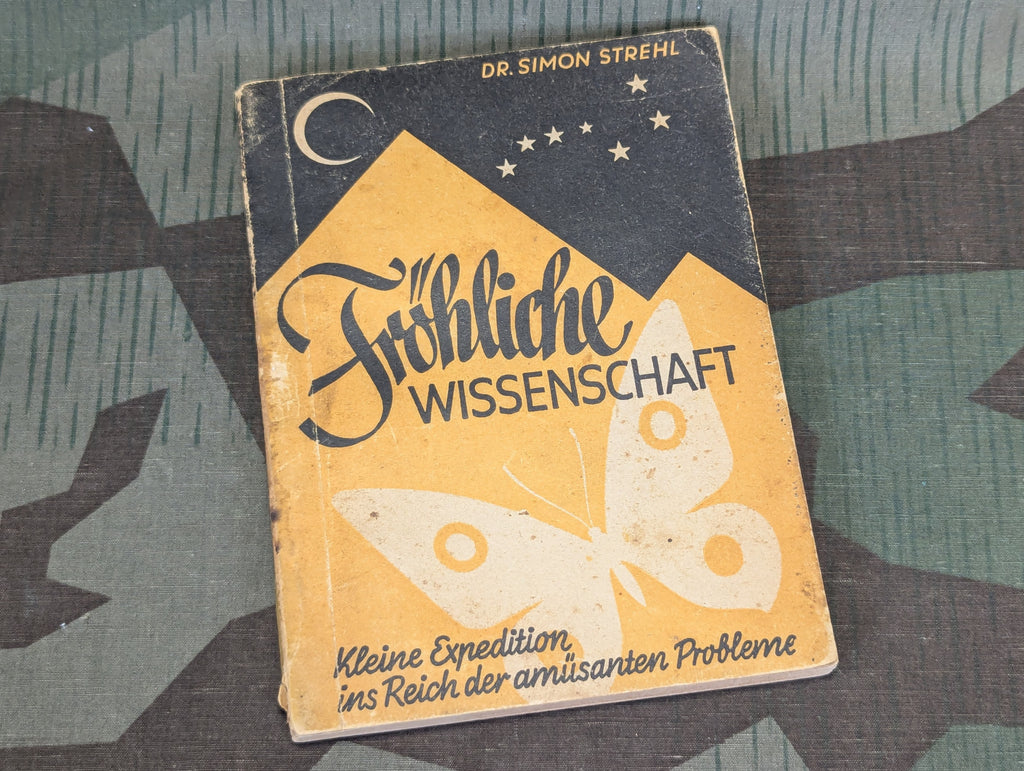 DR. SIMON STREHL
Fröhliche
WISSENSCHAFT
Kleine Expedition
ins Reich der amüsanten Probleme